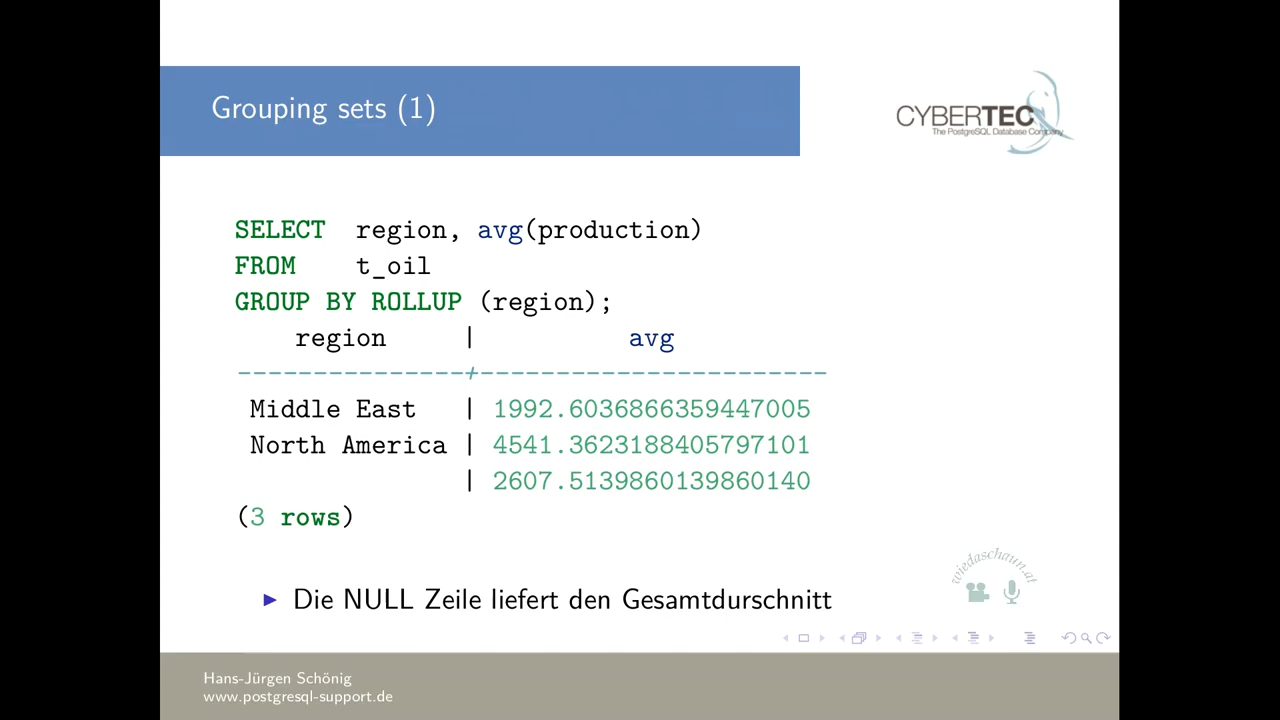 Grouping sets (1)
CYBERTEC
The PostgreSQL Database Company
SELECT region, avg(production)
FROM t_oil
GROUP BY ROLLUP (region);
region | avg
---------------+-----------------------
Middle East | 1992.6036866359447005
North America | 4541.3623188405797101
| 2607.5139860139860140
(3 rows)
wiedaschaun.at
▶ Die NULL Zeile liefert den Gesamtdurschnitt
Hans-Jürgen Schönig
www.postgresql-support.de